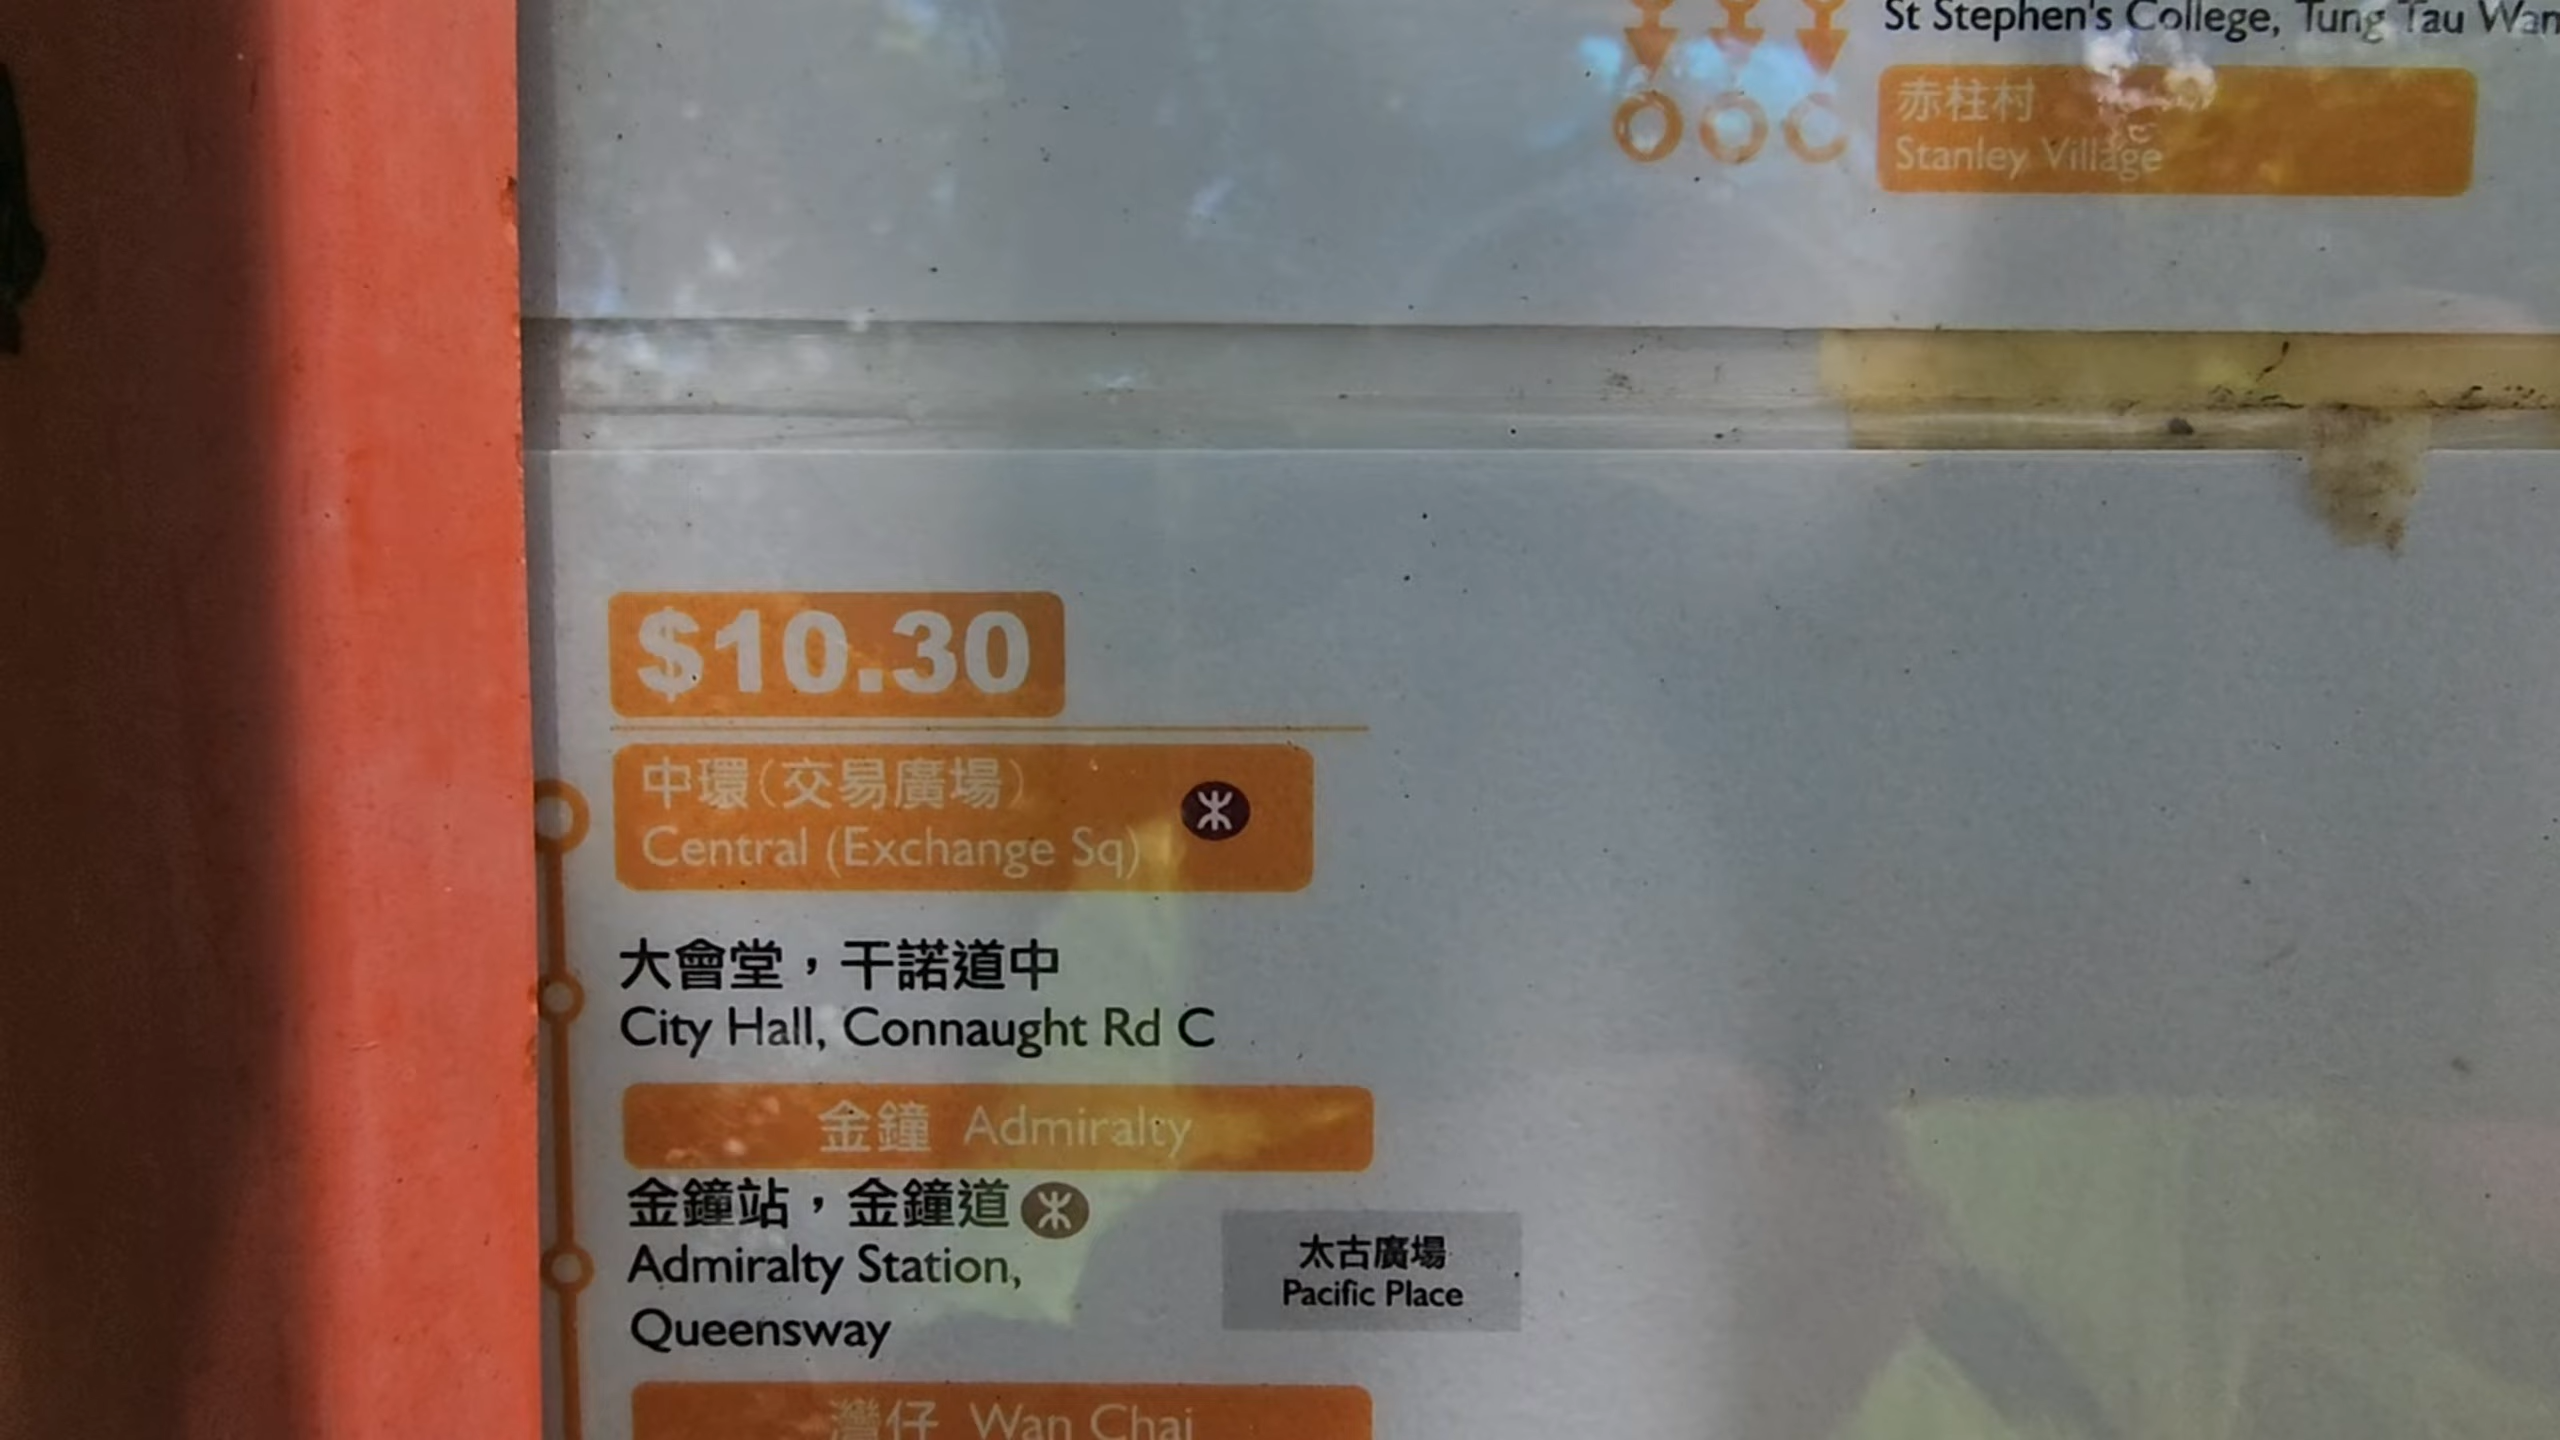 St Stephen's College, Tung Tau Wan
赤柱村
Stanley Village
$10.30
中環(交易廣場)
Central (Exchange Sq)
大會堂，干諾道中
City Hall, Connaught Rd C
金鐘 Admiralty
金鐘站，金鐘道
Admiralty Station,
Queensway
太古廣場
Pacific Place
灣仔 Wan Chai